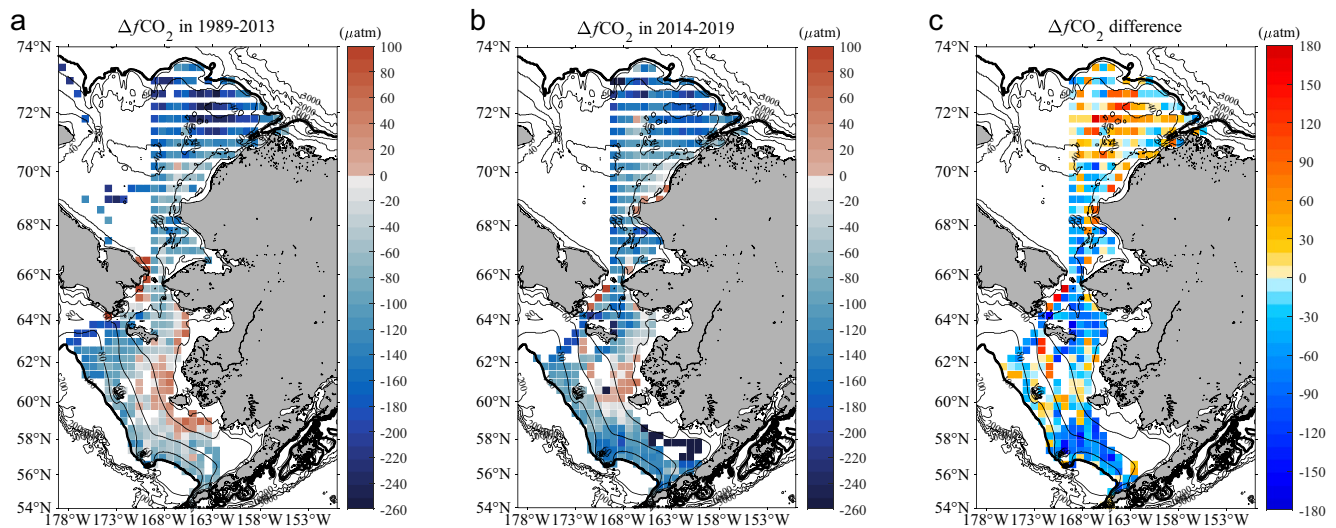 a
ΔfCO₂ in 1989-2013
(μatm)
74°N
72°N
70°N
68°N
66°N
64°N
62°N
60°N
58°N
56°N
54°N
178°W 173°W 168°W 163°W 158°W 153°W
100
80
60
40
20
0
-20
-40
-60
-80
-100
-120
-140
-160
-180
-200
-220
-240
-260
b
ΔfCO₂ in 2014-2019
(μatm)
74°N
72°N
70°N
68°N
66°N
64°N
62°N
60°N
58°N
56°N
54°N
178°W 173°W 168°W 163°W 158°W 153°W
100
80
60
40
20
0
-20
-40
-60
-80
-100
-120
-140
-160
-180
-200
-220
-240
-260
c
ΔfCO₂ difference
(μatm)
74°N
72°N
70°N
68°N
66°N
64°N
62°N
60°N
58°N
56°N
54°N
178°W 173°W 168°W 163°W 158°W 153°W
180
150
120
90
60
30
0
-30
-60
-90
-120
-150
-180